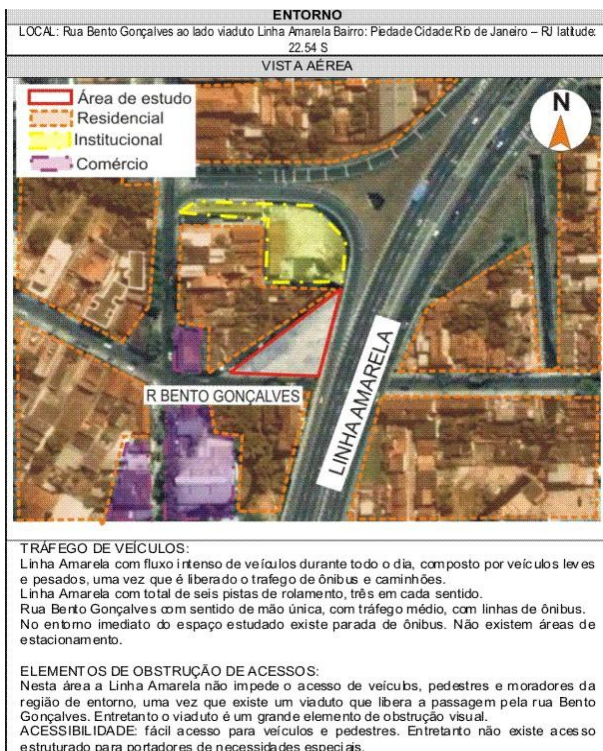 ENTORNO
LOCAL: Rua Bento Gonçalves ao lado viaduto Linha Amarela Bairro: Piedade Cidade: Rio de Janeiro – RJ latitude:
22.54 S
VISTA AÉREA
Área de estudo
Residencial
Institucional
Comércio
N
R BENTO GONÇALVES
LINHA AMARELA
TRÁFEGO DE VEÍCULOS:
Linha Amarela com fluxo intenso de veículos durante todo o dia, composto por veículos leves
e pesados, uma vez que é liberado o trafego de ônibus e caminhões.
Linha Amarela com total de seis pistas de rolamento, três em cada sentido.
Rua Bento Gonçalves com sentido de mão única, com tráfego médio, com linhas de ônibus.
No entorno imediato do espaço estudado existe parada de ônibus. Não existem áreas de
estacionamento.
ELEMENTOS DE OBSTRUÇÃO DE ACESSOS:
Nesta área a Linha Amarela não impede o acesso de veículos, pedestres e moradores da
região de entorno, uma vez que existe um viaduto que libera a passagem pela rua Bento
Gonçalves. Entretanto o viaduto é um grande elemento de obstrução visual.
ACESSIBILIDADE: fácil acesso para veículos e pedestres. Entretanto não existe acesso
estruturado para portadores de necessidades especiais.